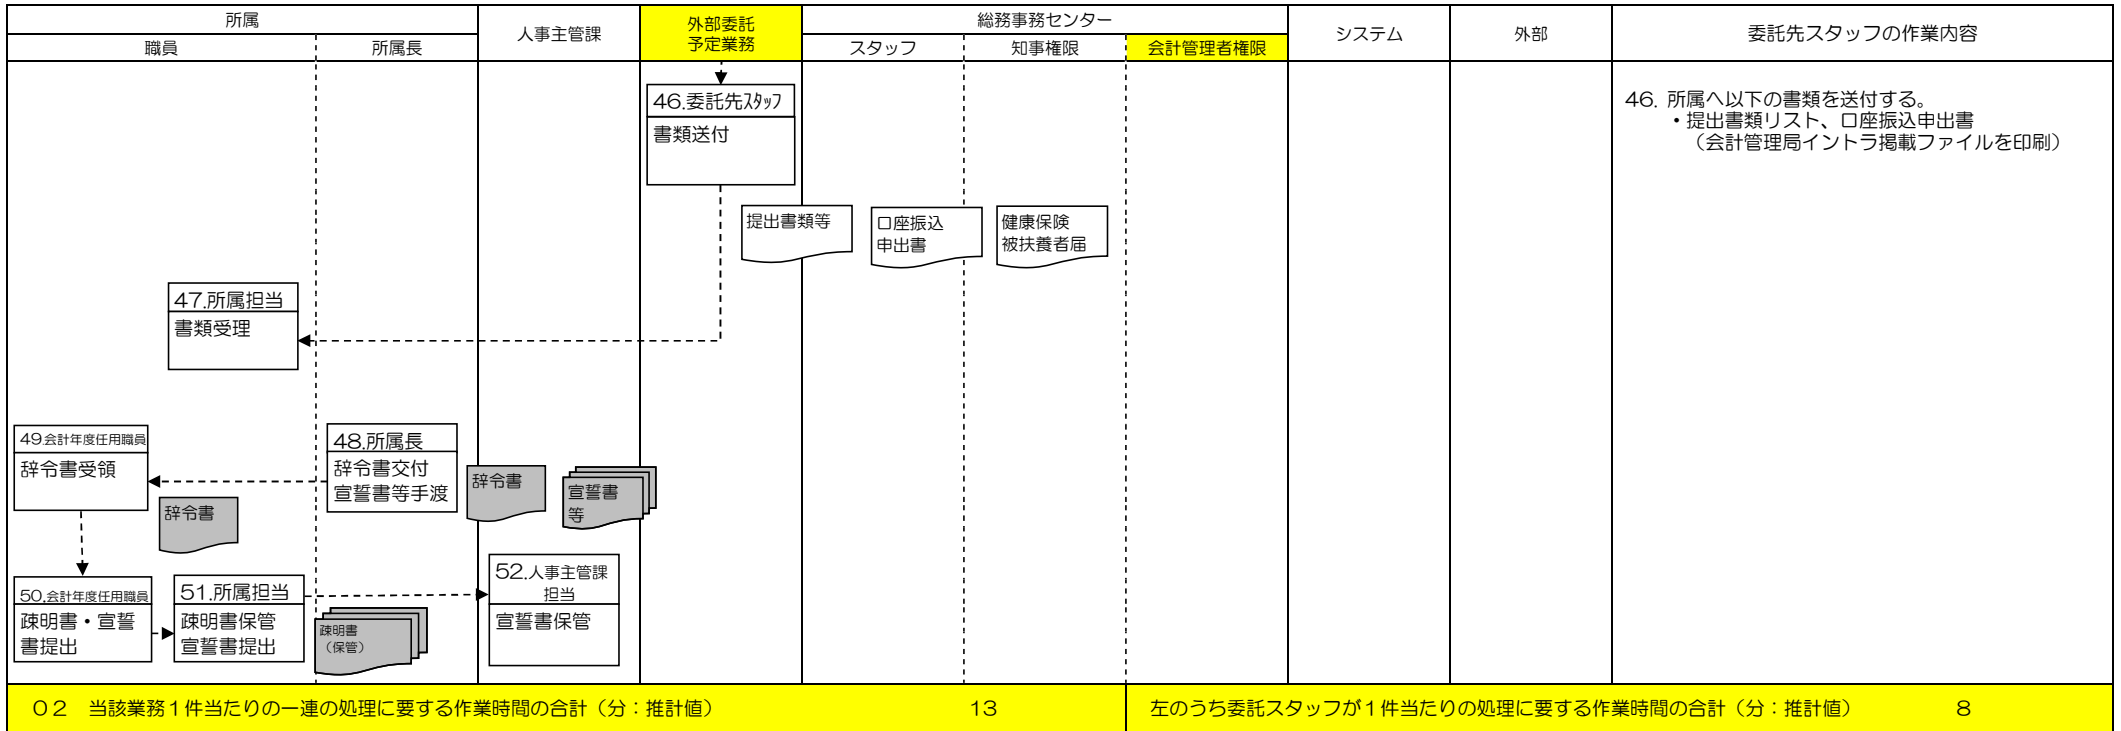 所属
職員
所属長
人事主管課
外部委託
予定業務
総務事務センター
スタッフ
知事権限
会計管理者権限
システム
外部
委託先スタッフの作業内容
46.委託先ｽﾀｯﾌ
書類送付
46. 所属へ以下の書類を送付する。
・提出書類リスト、口座振込申出書
（会計管理局イントラ掲載ファイルを印刷）
提出書類等
口座振込
申出書
健康保険
被扶養者届
47.所属担当
書類受理
49.会計年度任用職員
辞令書受領
48.所属長
辞令書交付
宣誓書等手渡
辞令書
宣誓書
等
辞令書
50.会計年度任用職員
疎明書・宣誓
書提出
51.所属担当
疎明書保管
宣誓書提出
疎明書
（保管）
52.人事主管課
担当
宣誓書保管
０２　当該業務１件当たりの一連の処理に要する作業時間の合計（分：推計値）
13
左のうち委託スタッフが１件当たりの処理に要する作業時間の合計（分：推計値）
8